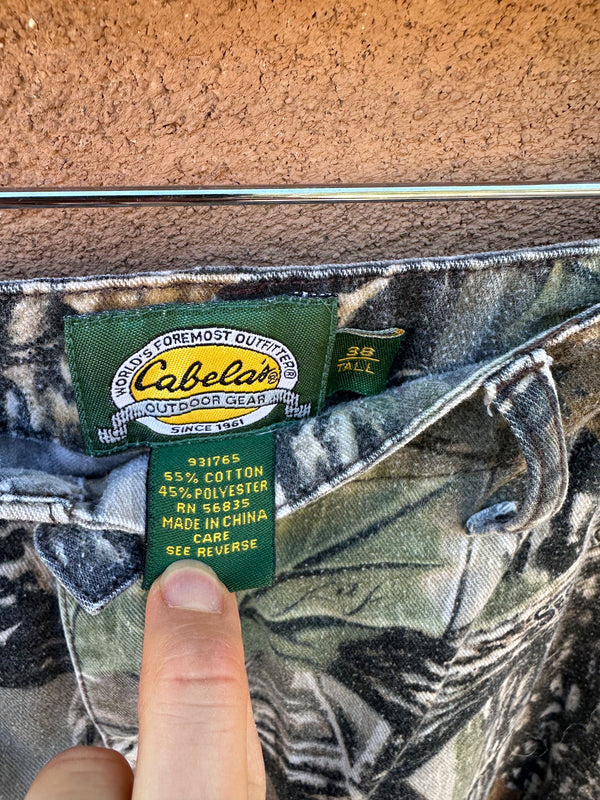 WORLD'S FOREMOST OUTFITTER®
Cabela's®
OUTDOOR GEAR
SINCE 1961
38
TALL
931765
55% COTTON
45% POLYESTER
RN 56835
MADE IN CHINA
CARE
SEE REVERSE